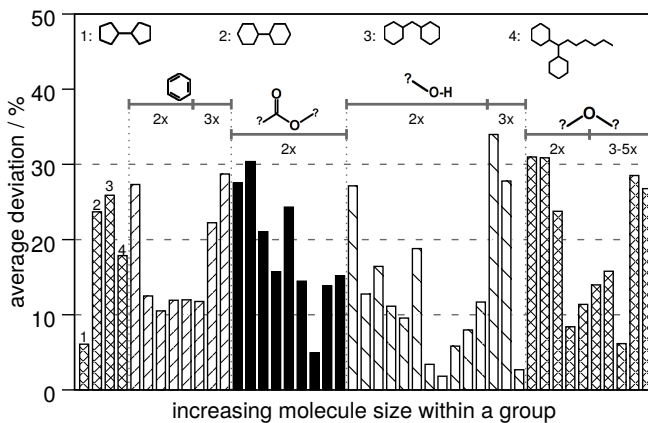 50
40
30
20
10
0
average deviation / %
1:
2:
3:
4:
2x
3x
?
O
O
?
2x
?
O-H
2x
3x
?
O
?
2x
3-5x
1
2
3
4
increasing molecule size within a group